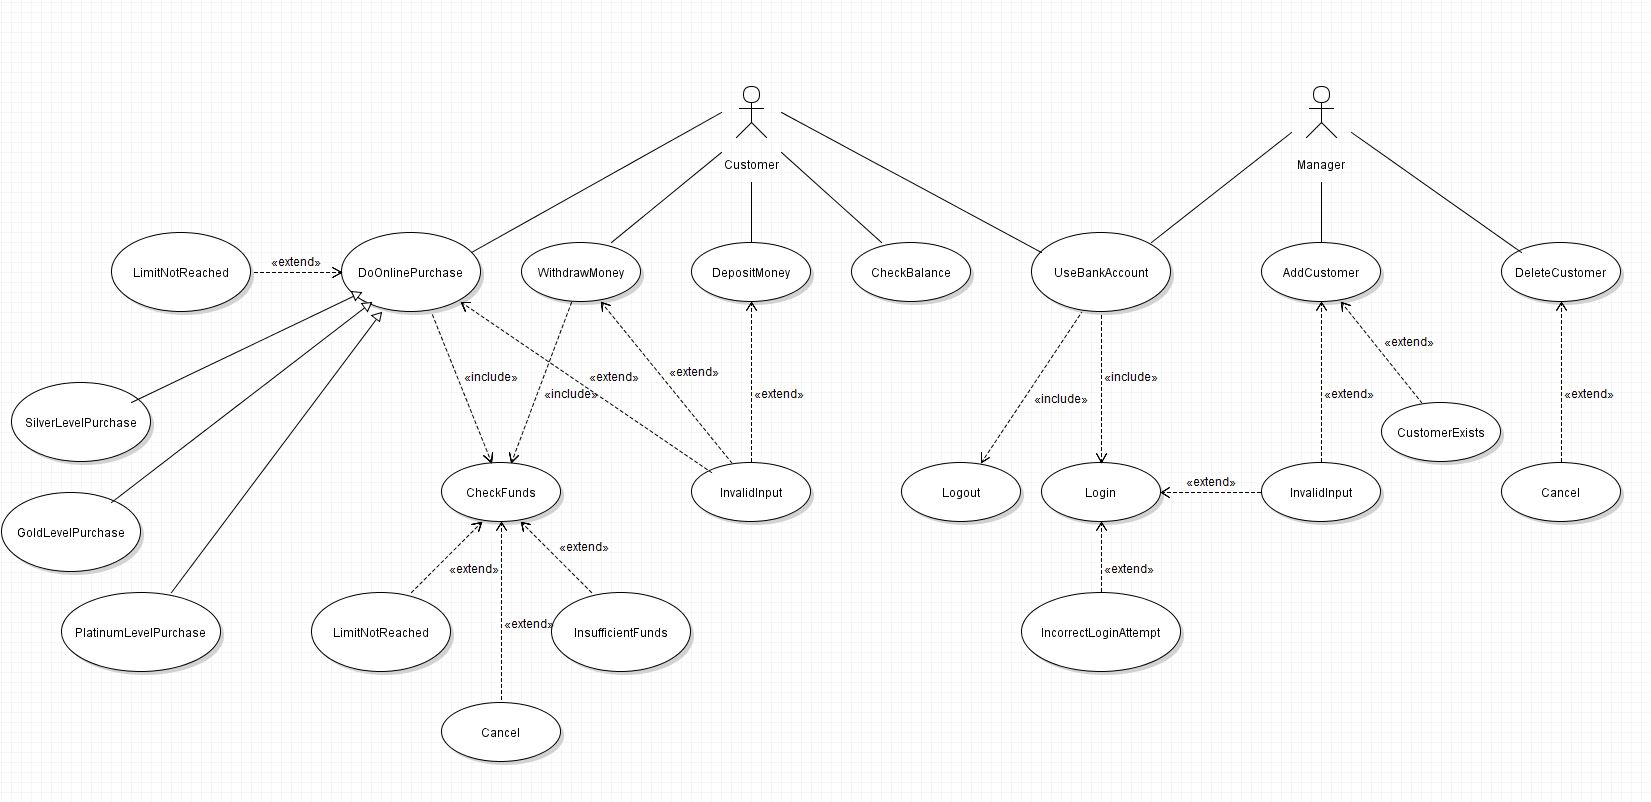 Customer
Manager
LimitNotReached
«extend»
DoOnlinePurchase
WithdrawMoney
DepositMoney
CheckBalance
UseBankAccount
AddCustomer
DeleteCustomer
«extend»
«extend»
«include»
«extend»
«include»
«include»
«extend»
«include»
«extend»
«extend»
SilverLevelPurchase
CustomerExists
«extend»
CheckFunds
InvalidInput
Logout
Login
«extend»
InvalidInput
Cancel
GoldLevelPurchase
«extend»
«extend»
«extend»
«extend»
PlatinumLevelPurchase
LimitNotReached
InsufficientFunds
IncorrectLoginAttempt
Cancel